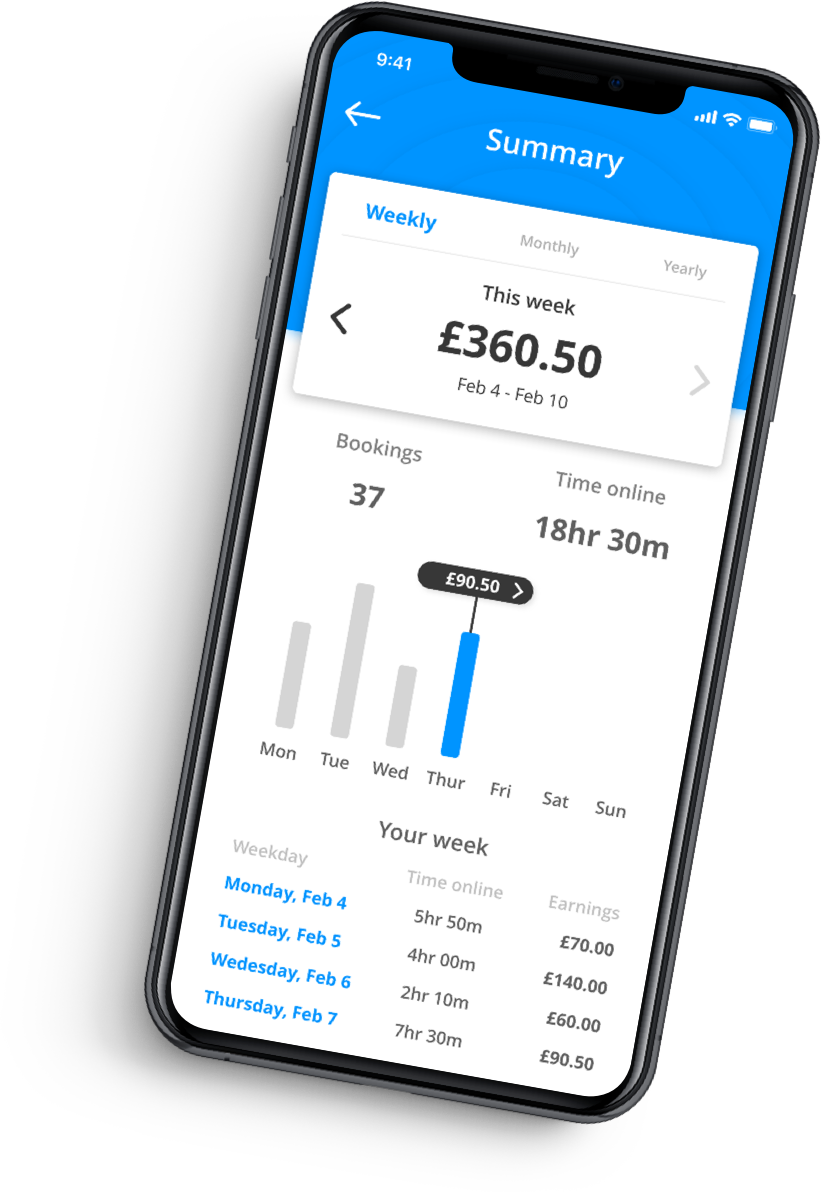 9:41
Summary
Weekly Monthly Yearly
This week
£360.50
Feb 4 - Feb 10
Bookings Time online
37 18hr 30m
£90.50
Mon Tue Wed Thur Fri Sat Sun
Your week
Weekday Time online Earnings
Monday, Feb 4 5hr 50m £70.00
Tuesday, Feb 5 4hr 00m £140.00
Wedesday, Feb 6 2hr 10m £60.00
Thursday, Feb 7 7hr 30m £90.50